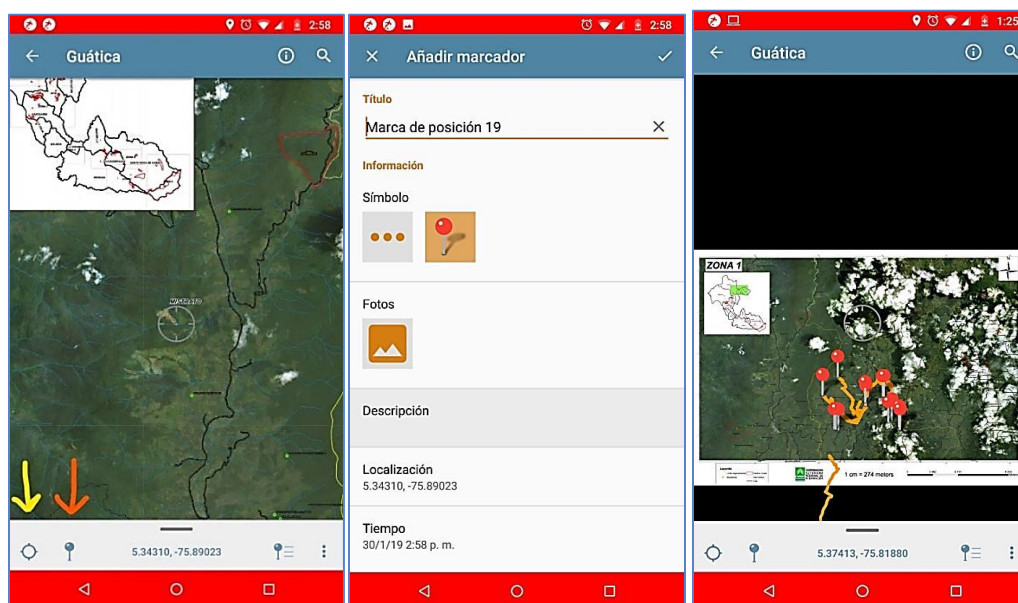 2:58
Guática
MISTRATÓ
5.34310, -75.89023
2:58
Añadir marcador
Título
Marca de posición 19
Información
Símbolo
Fotos
Descripción
Localización
5.34310, -75.89023
Tiempo
30/1/19 2:58 p. m.
1:25
Guática
ZONA 1
1 cm = 274 metors
5.37413, -75.81880